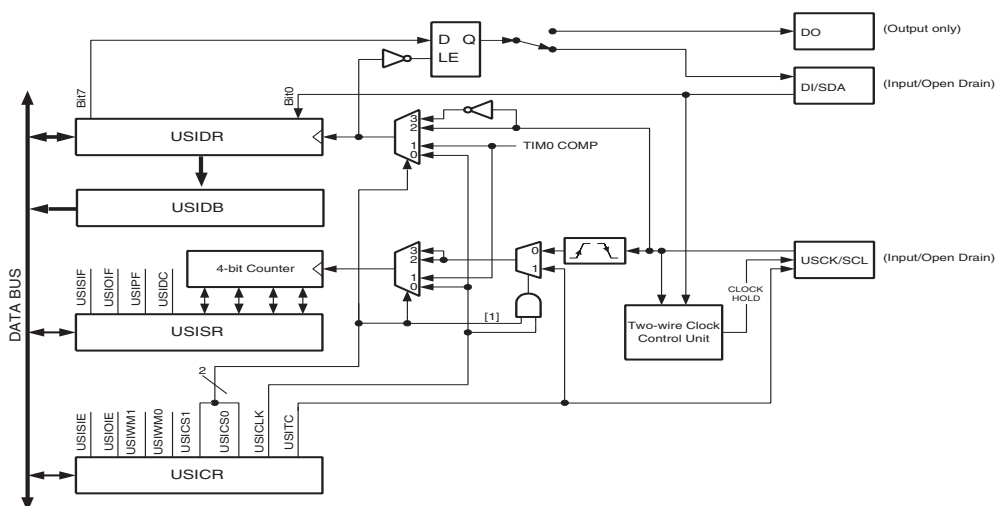 D Q
LE
DO
(Output only)
DI/SDA
(Input/Open Drain)
Bit7
Bit0
USIDR
3
2
1
0
TIM0 COMP
USIDB
4-bit Counter
3
2
1
0
0
1
USCK/SCL
(Input/Open Drain)
CLOCK
HOLD
Two-wire Clock
Control Unit
USISIF
USIOIF
USIPF
USIDC
USISR
[1]
2
USISIE
USIOIE
USIWM1
USIWM0
USICS1
USICS0
USICLK
USITC
USICR
DATA BUS